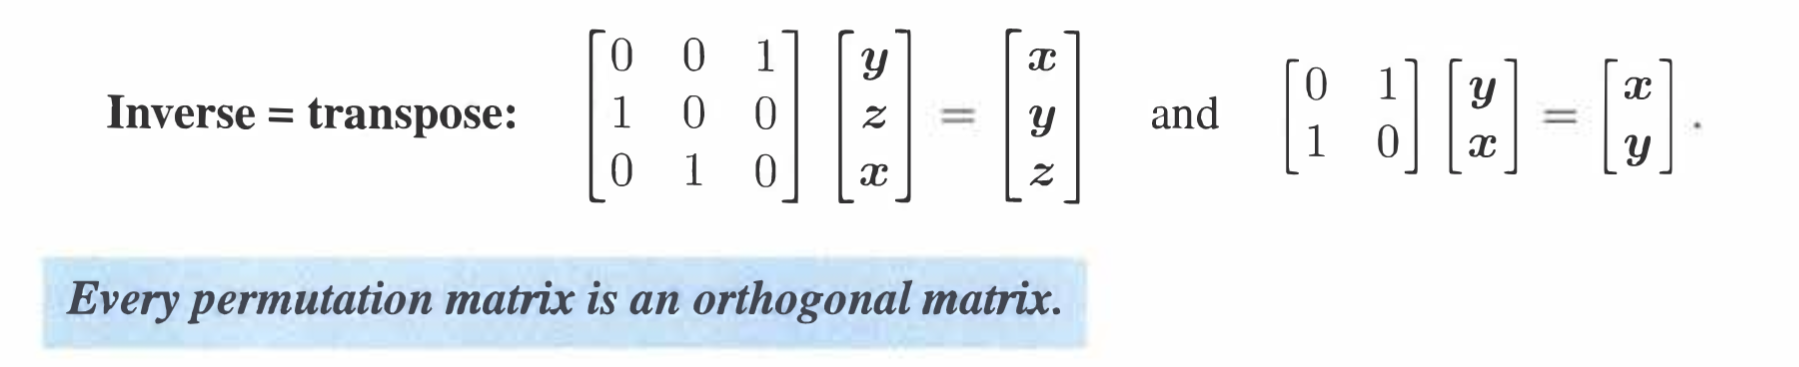 Inverse = transpose: [0 0 1; 1 0 0; 0 1 0] [y; z; x] = [x; y; z] and [0 1; 1 0] [y; x] = [x; y].
Every permutation matrix is an orthogonal matrix.